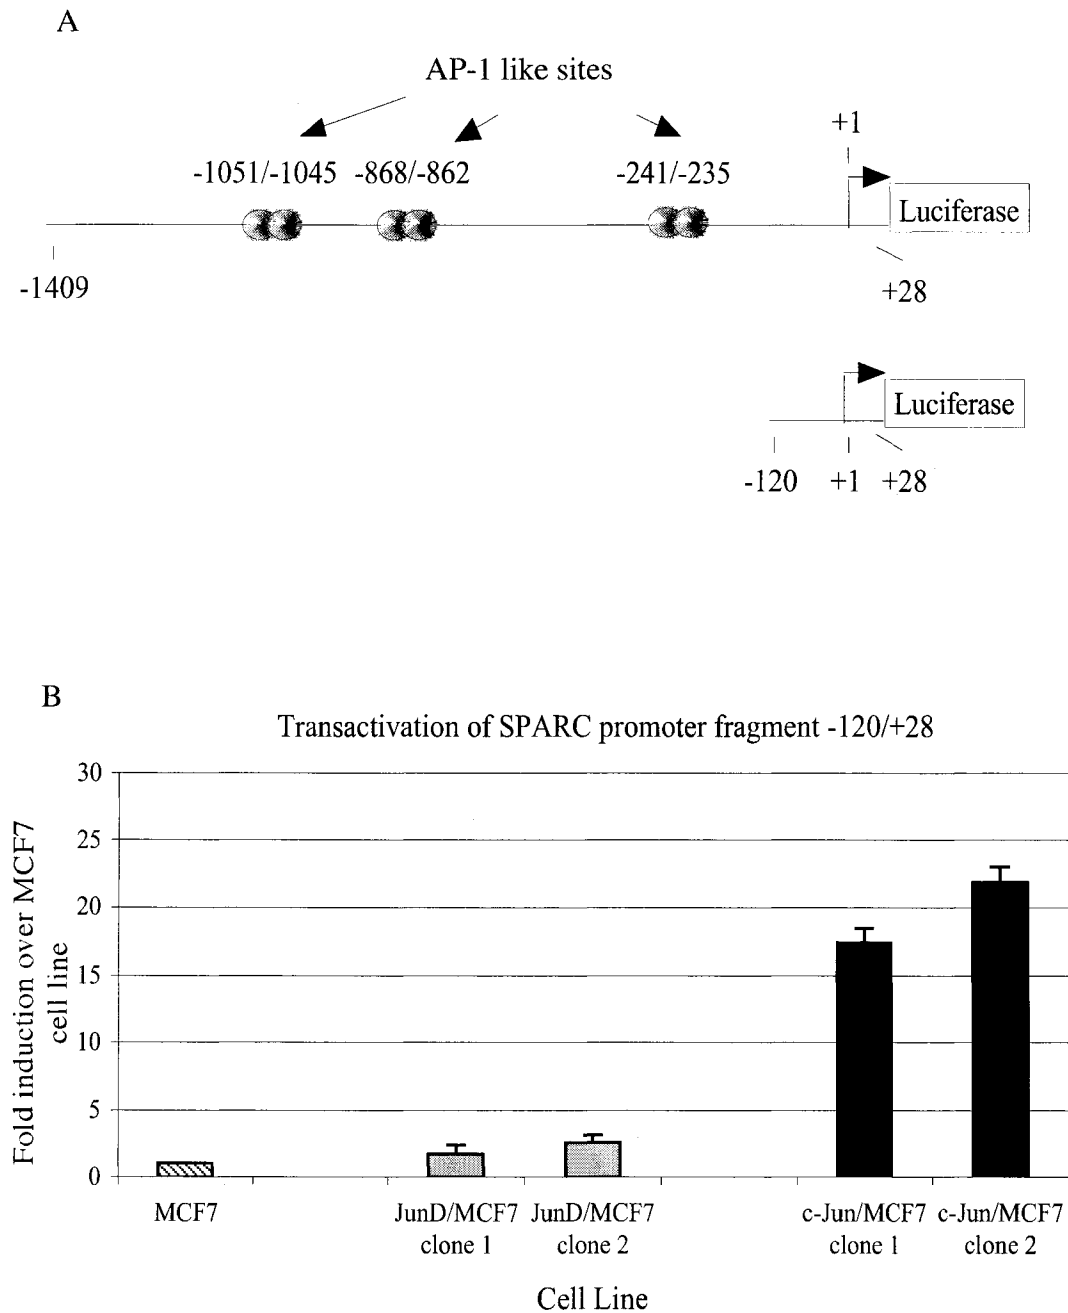 A
AP-1 like sites
+1
-1051/-1045 -868/-862 -241/-235
Luciferase
-1409
+28
Luciferase
-120 +1 +28
B
Transactivation of SPARC promoter fragment -120/+28
Fold induction over MCF7
cell line
30
25
20
15
10
5
0
MCF7 JunD/MCF7 JunD/MCF7 c-Jun/MCF7 c-Jun/MCF7
clone 1 clone 2 clone 1 clone 2
Cell Line